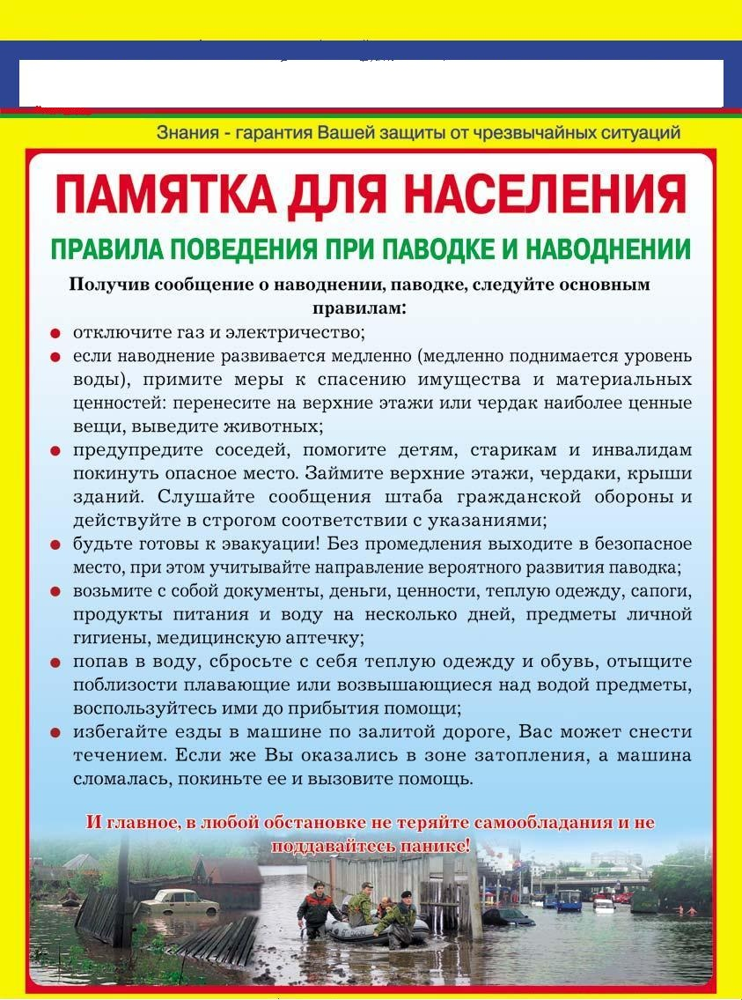 Знания - гарантия Вашей защиты от чрезвычайных ситуаций
ПАМЯТКА ДЛЯ НАСЕЛЕНИЯ
ПРАВИЛА ПОВЕДЕНИЯ ПРИ ПАВОДКЕ И НАВОДНЕНИИ
Получив сообщение о наводнении, паводке, следуйте основным
правилам:
● отключите газ и электричество;
● если наводнение развивается медленно (медленно поднимается уровень
воды), примите меры к спасению имущества и материальных
ценностей: перенесите на верхние этажи или чердак наиболее ценные
вещи, выведите животных;
● предупредите соседей, помогите детям, старикам и инвалидам
покинуть опасное место. Займите верхние этажи, чердаки, крыши
зданий. Слушайте сообщения штаба гражданской обороны и
действуйте в строгом соответствии с указаниями;
● будьте готовы к эвакуации! Без промедления выходите в безопасное
место, при этом учитывайте направление вероятного развития паводка;
● возьмите с собой документы, деньги, ценности, теплую одежду, сапоги,
продукты питания и воду на несколько дней, предметы личной
гигиены, медицинскую аптечку;
● попав в воду, сбросьте с себя теплую одежду и обувь, отыщите
поблизости плавающие или возвышающиеся над водой предметы,
воспользуйтесь ими до прибытия помощи;
● избегайте езды в машине по залитой дороге, Вас может снести
течением. Если же Вы оказались в зоне затопления, а машина
сломалась, покиньте ее и вызовите помощь.
И главное, в любой обстановке не теряйте самообладания и не
поддавайтесь панике!